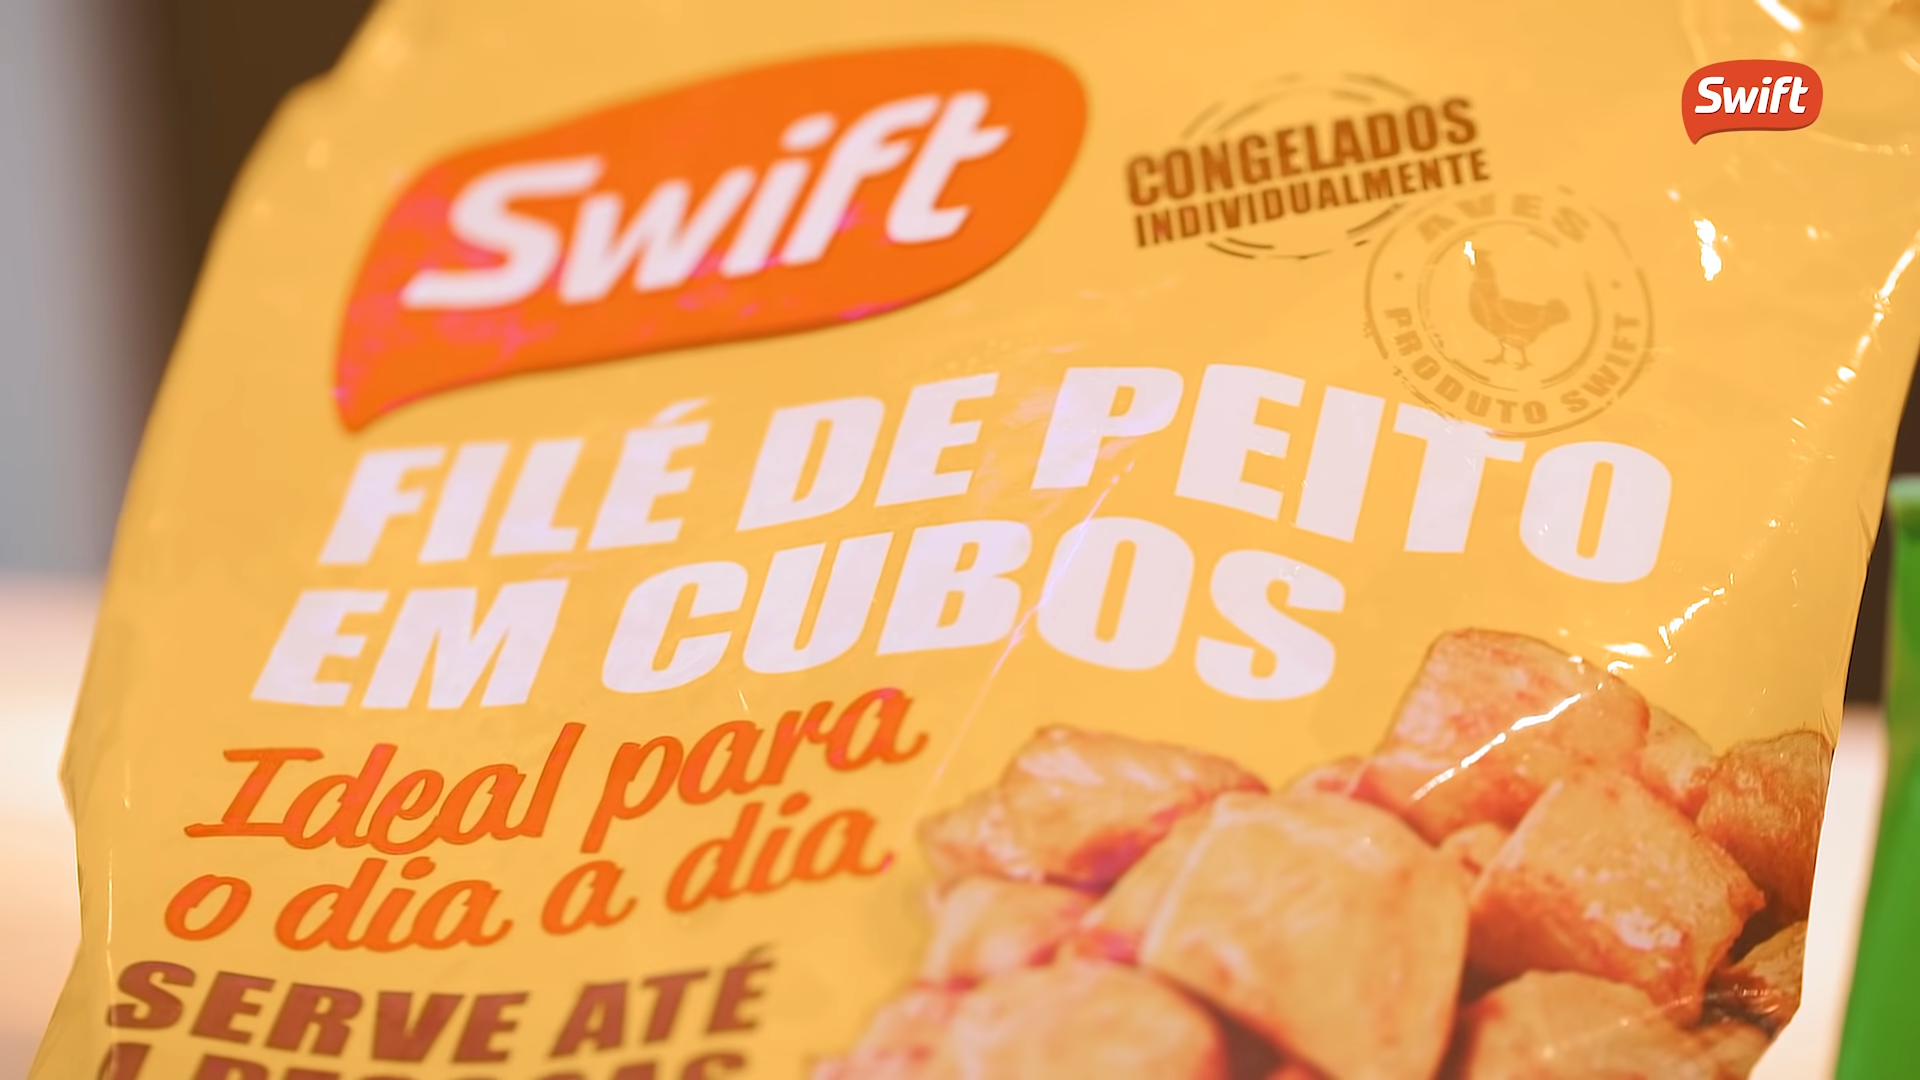 Swift
CONGELADOS
INDIVIDUALMENTE
Swift
AVES
PRODUTO SWIFT
FILÉ DE PEITO
EM CUBOS
Ideal para
o dia a dia
SERVE ATÉ